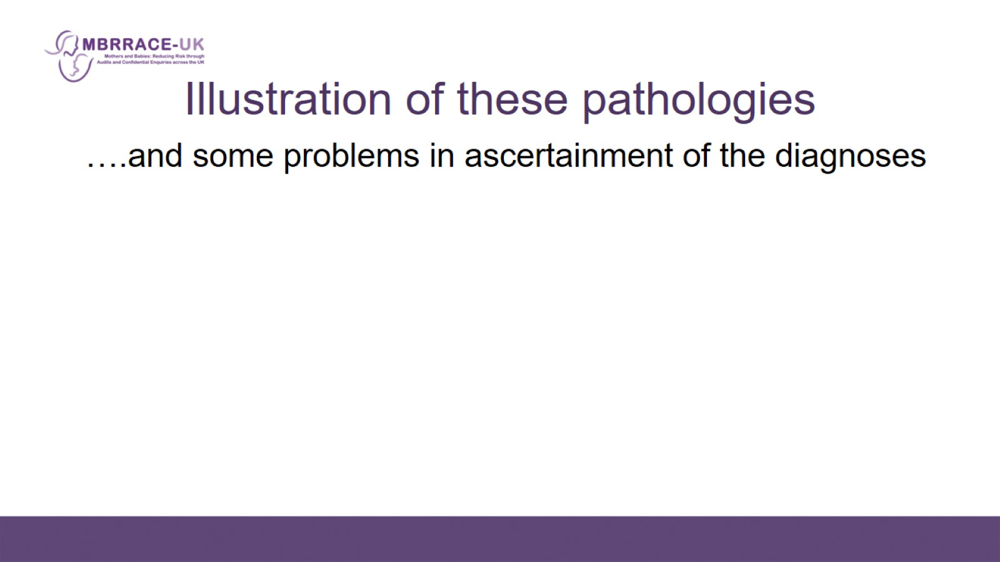 MBRRACE-UK
Mothers and Babies: Reducing Risk through
Audits and Confidential Enquiries across the UK
Illustration of these pathologies
….and some problems in ascertainment of the diagnoses